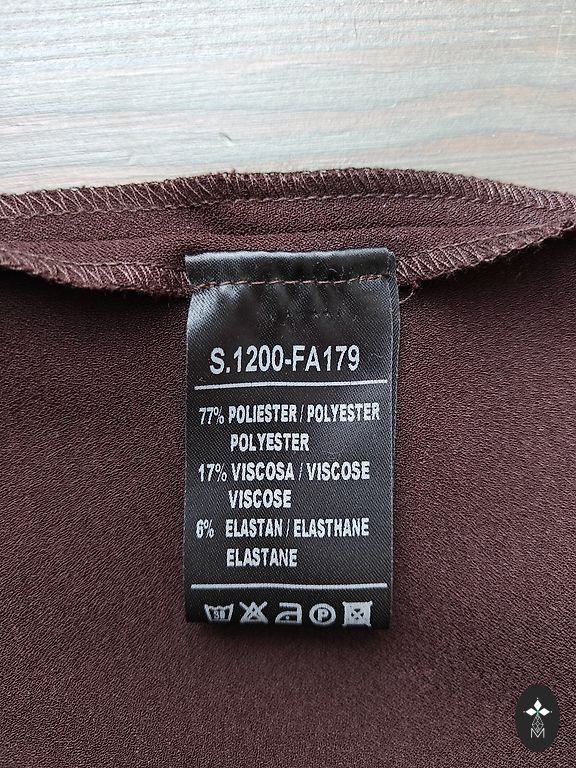 S.1200-FA179
77% POLIESTER / POLYESTER
POLYESTER
17% VISCOSA / VISCOSE
VISCOSE
6% ELASTAN / ELASTHANE
ELASTANE
P
M